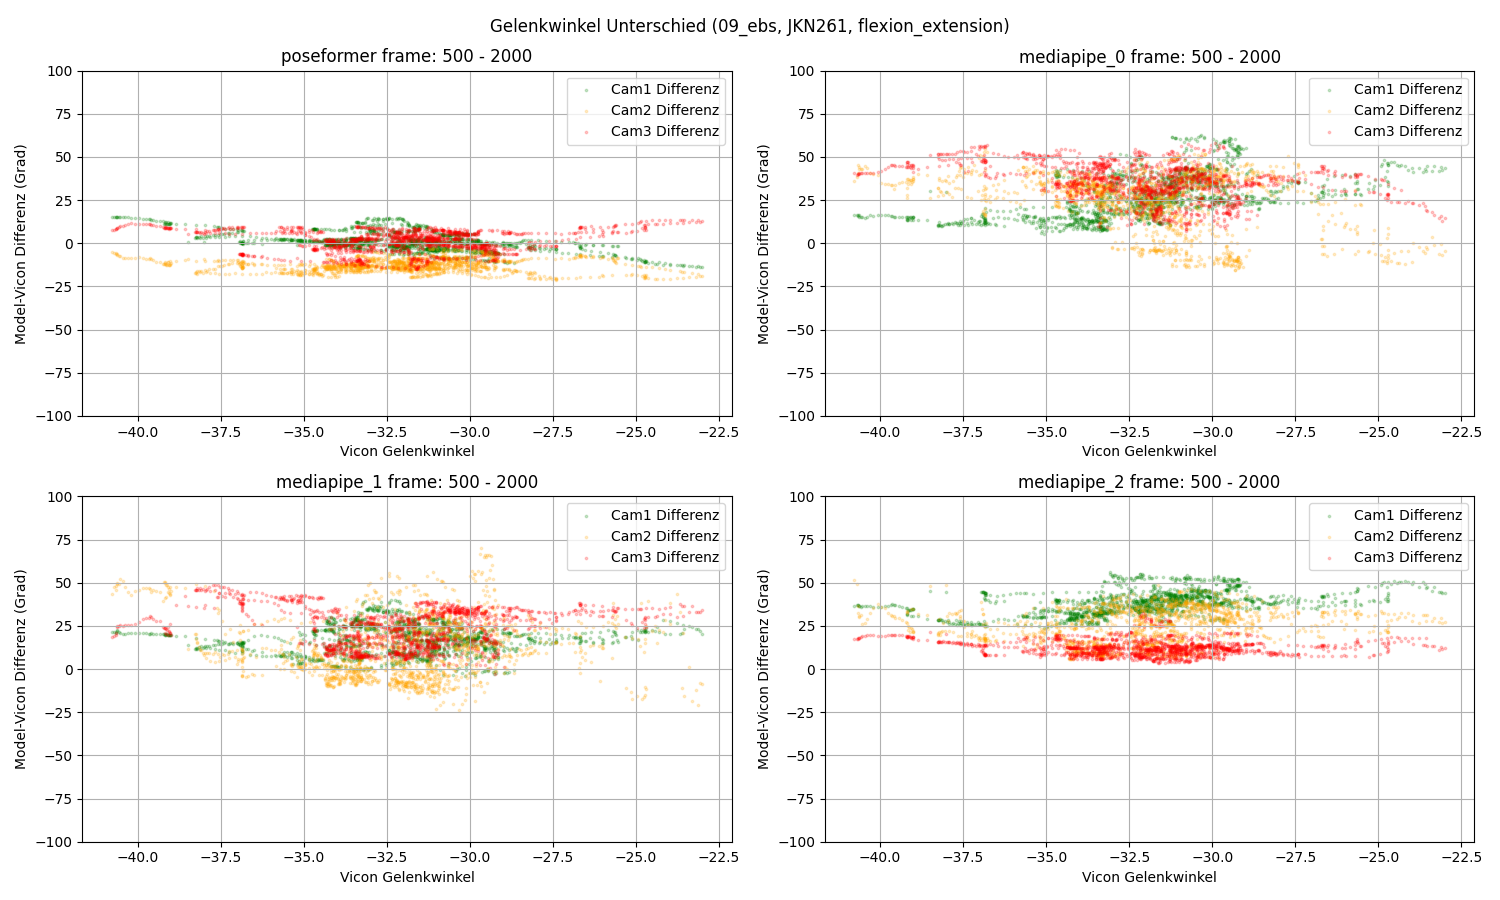 Gelenkwinkel Unterschied (09_ebs, JKN261, flexion_extension)
poseformer frame: 500 - 2000
100
75
50
25
0
−25
−50
−75
−100
Model-Vicon Differenz (Grad)
Cam1 Differenz
Cam2 Differenz
Cam3 Differenz
−40.0 −37.5 −35.0 −32.5 −30.0 −27.5 −25.0 −22.5
Vicon Gelenkwinkel
mediapipe_0 frame: 500 - 2000
100
75
50
25
0
−25
−50
−75
−100
Model-Vicon Differenz (Grad)
Cam1 Differenz
Cam2 Differenz
Cam3 Differenz
−40.0 −37.5 −35.0 −32.5 −30.0 −27.5 −25.0 −22.5
Vicon Gelenkwinkel
mediapipe_1 frame: 500 - 2000
100
75
50
25
0
−25
−50
−75
−100
Model-Vicon Differenz (Grad)
Cam1 Differenz
Cam2 Differenz
Cam3 Differenz
−40.0 −37.5 −35.0 −32.5 −30.0 −27.5 −25.0 −22.5
Vicon Gelenkwinkel
mediapipe_2 frame: 500 - 2000
100
75
50
25
0
−25
−50
−75
−100
Model-Vicon Differenz (Grad)
Cam1 Differenz
Cam2 Differenz
Cam3 Differenz
−40.0 −37.5 −35.0 −32.5 −30.0 −27.5 −25.0 −22.5
Vicon Gelenkwinkel